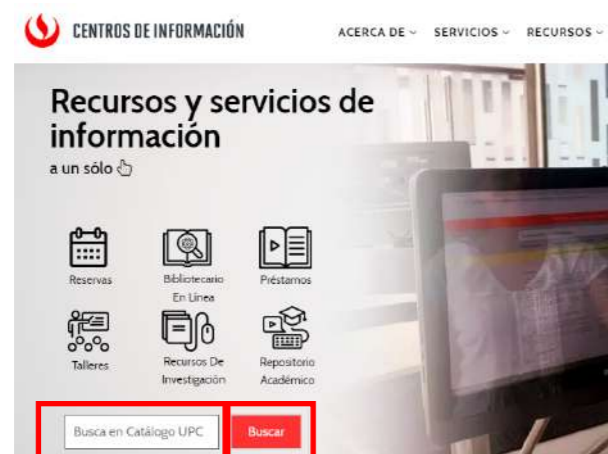 CENTROS DE INFORMACIÓN
ACERCA DE
SERVICIOS
RECURSOS
Recursos y servicios de
información
a un sólo
Reservas
Bibliotecario
En Línea
Préstamos
Talleres
Recursos De
Investigación
Repositorio
Académico
Busca en Catálogo UPC
Buscar